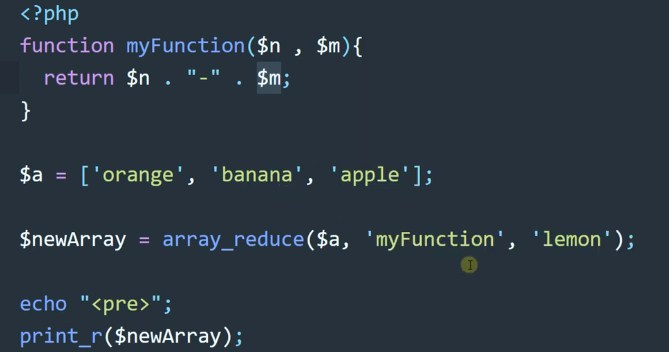 <?php
function myFunction($n , $m){
return $n . "-" . $m;
}
$a = ['orange', 'banana', 'apple'];
$newArray = array_reduce($a, 'myFunction', 'lemon');
echo "<pre>";
print_r($newArray);